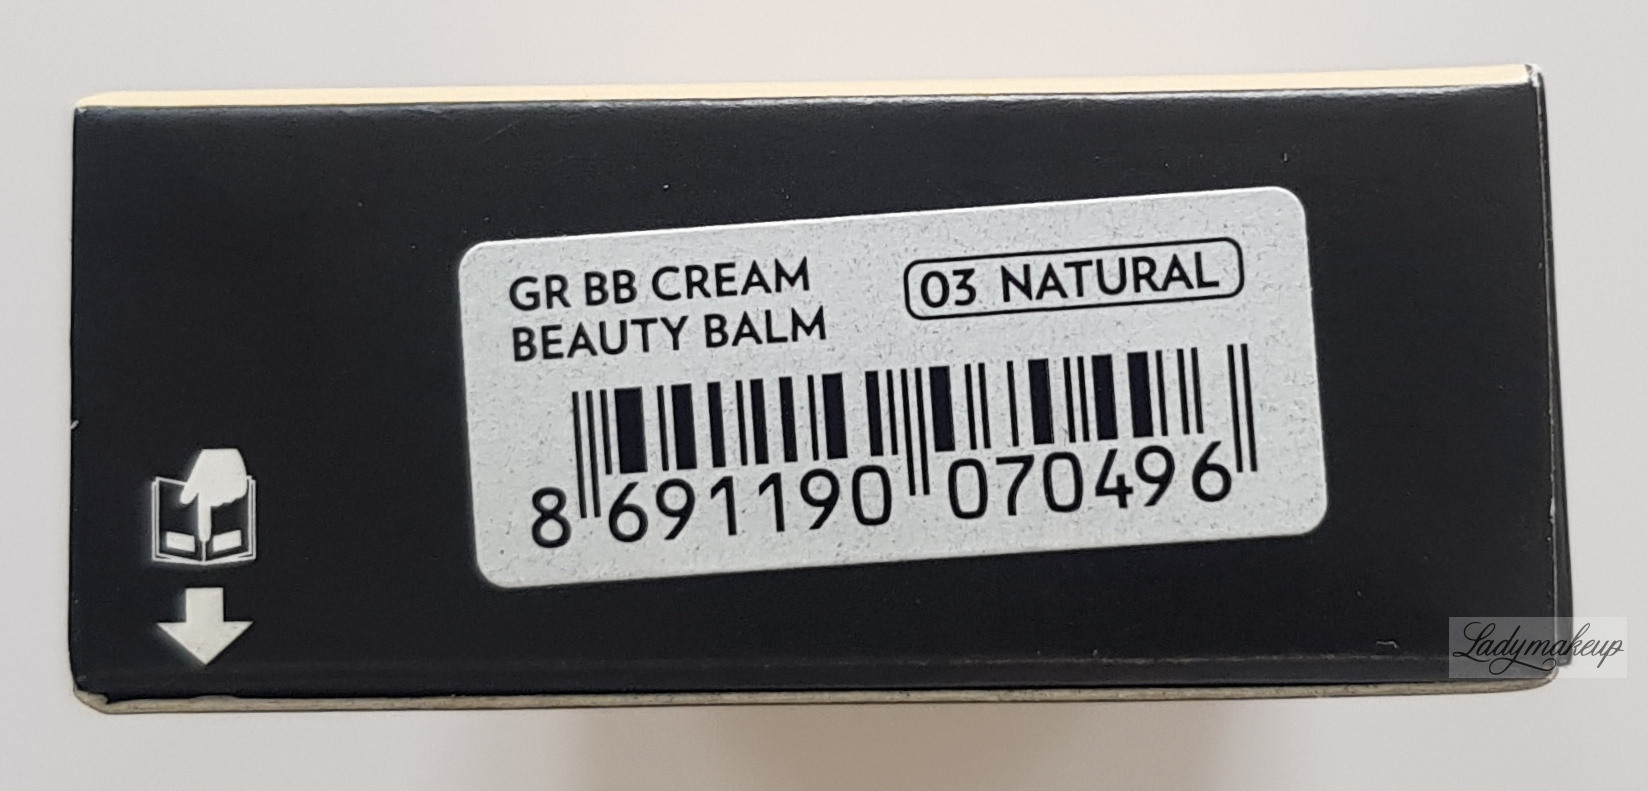 GR BB CREAM
BEAUTY BALM
03 NATURAL
8 691190 070496
Ladymakeup